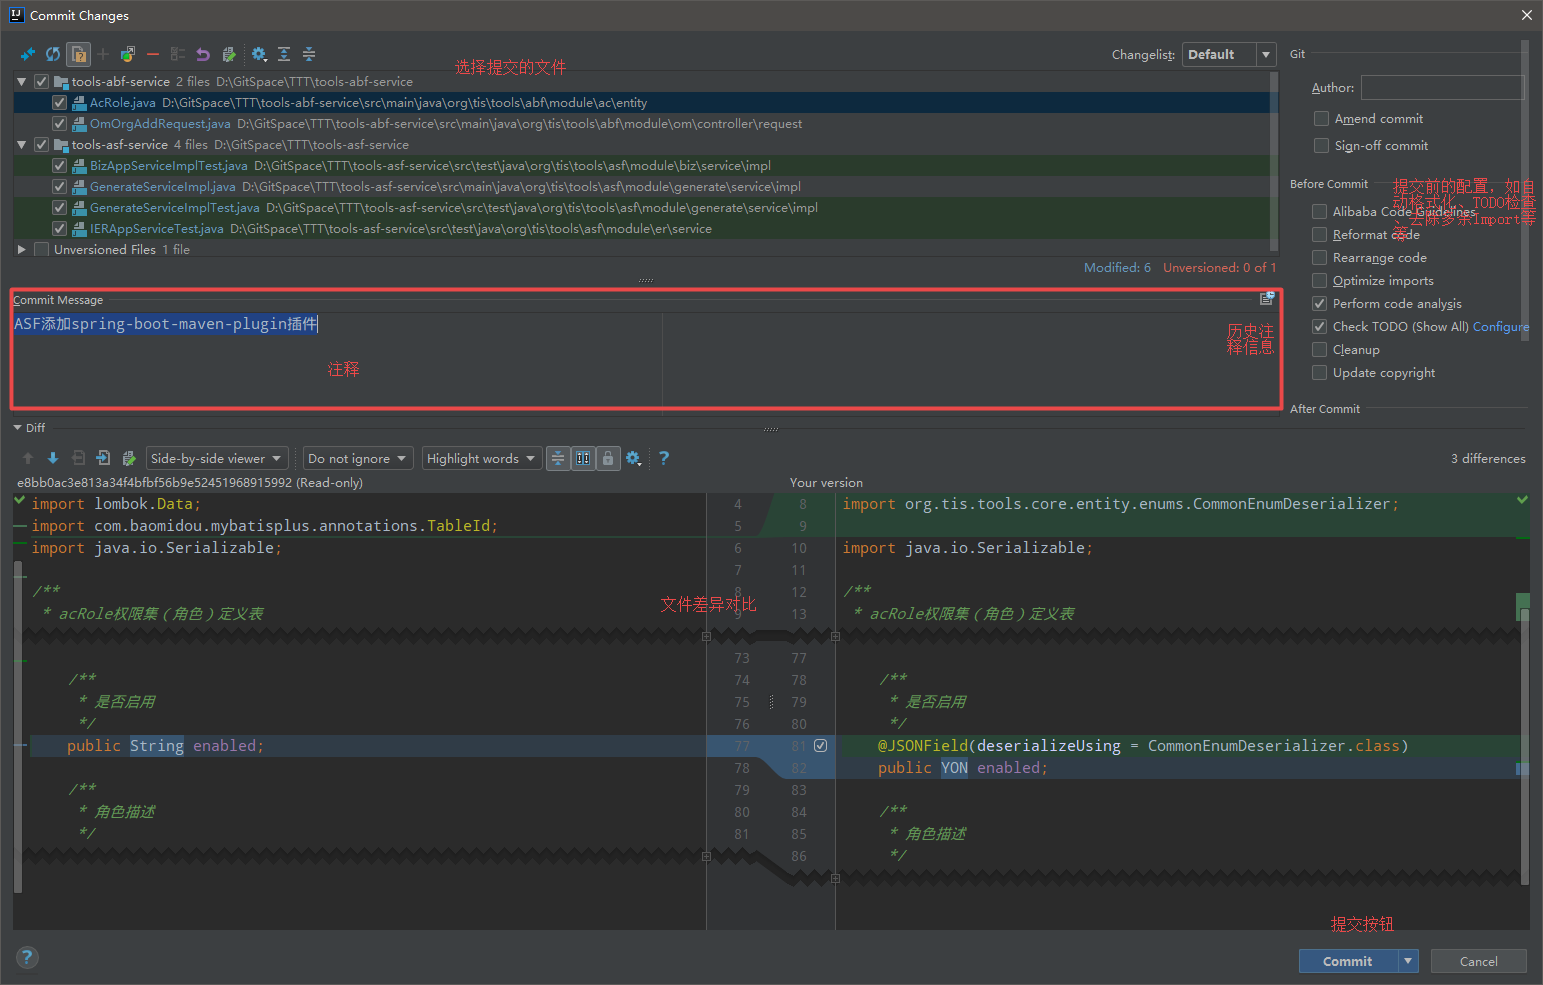 Commit Changes
选择提交的文件
Changelist: Default
tools-abf-service 2 files D:\GitSpace\TTT\tools-abf-service
AcRole.java D:\GitSpace\TTT\tools-abf-service\src\main\java\org\tis\tools\abf\module\ac\entity
OmOrgAddRequest.java D:\GitSpace\TTT\tools-abf-service\src\main\java\org\tis\tools\abf\module\om\controller\request
tools-asf-service 4 files D:\GitSpace\TTT\tools-asf-service
BizAppServiceImplTest.java D:\GitSpace\TTT\tools-asf-service\src\test\java\org\tis\tools\asf\module\biz\service\impl
GenerateServiceImpl.java D:\GitSpace\TTT\tools-asf-service\src\main\java\org\tis\tools\asf\module\generate\service\impl
GenerateServiceImplTest.java D:\GitSpace\TTT\tools-asf-service\src\test\java\org\tis\tools\asf\module\generate\service\impl
IERAppServiceTest.java D:\GitSpace\TTT\tools-asf-service\src\test\java\org\tis\tools\asf\module\er\service
Unversioned Files 1 file
Modified: 6 Unversioned: 0 of 1
Git
Author:
Amend commit
Sign-off commit
Before Commit
提交前的配置，如自
动格式化、TODO检查
、去除多余Import等
等
Alibaba Code Guidelines
Reformat code
Rearrange code
Optimize imports
Perform code analysis
Check TODO (Show All) Configure
Cleanup
Update copyright
After Commit
Commit Message
ASF添加spring-boot-maven-plugin插件
注释
历史注
释信息
Diff
Side-by-side viewer Do not ignore Highlight words ? 3 differences
e8bb0ac3e813a34f4bfbf56b9e52451968915992 (Read-only) Your version
import lombok.Data; 4 8 import org.tis.tools.core.entity.enums.CommonEnumDeserializer;
import com.baomidou.mybatisplus.annotations.TableId; 5 9
import java.io.Serializable; 6 10 import java.io.Serializable;
7 11
/** 8 12 /**
* acRole权限集（角色）定义表 9 13 * acRole权限集（角色）定义表
文件差异对比
73 77
/** 74 78 /**
* 是否启用 75 79 * 是否启用
*/ 76 80 */
public String enabled; 77 81 @JSONField(deserializeUsing = CommonEnumDeserializer.class)
78 82 public YON enabled;
/** 79 83
* 角色描述 80 84 /**
*/ 81 85 * 角色描述
86 */
提交按钮
? Commit Cancel